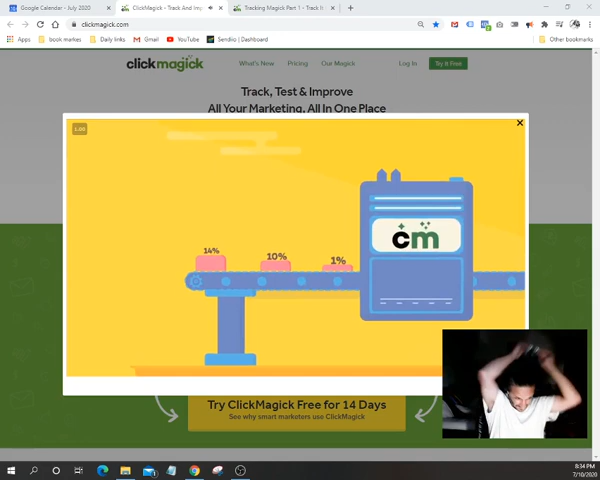 Google Calendar - July 2020
ClickMagick - Track And Imp
Tracking Magick Part 1 - Track It
clickmagick.com
Apps
book markes
Daily links
Gmail
YouTube
Sendiio | Dashboard
Other bookmarks
clickmagick
What's New
Pricing
Our Magick
Log In
Try It Free
Track, Test & Improve
All Your Marketing, All In One Place
14%
10%
1%
cm
Try ClickMagick Free for 14 Days
See why smart marketers use ClickMagick
8:34 PM
7/10/2020